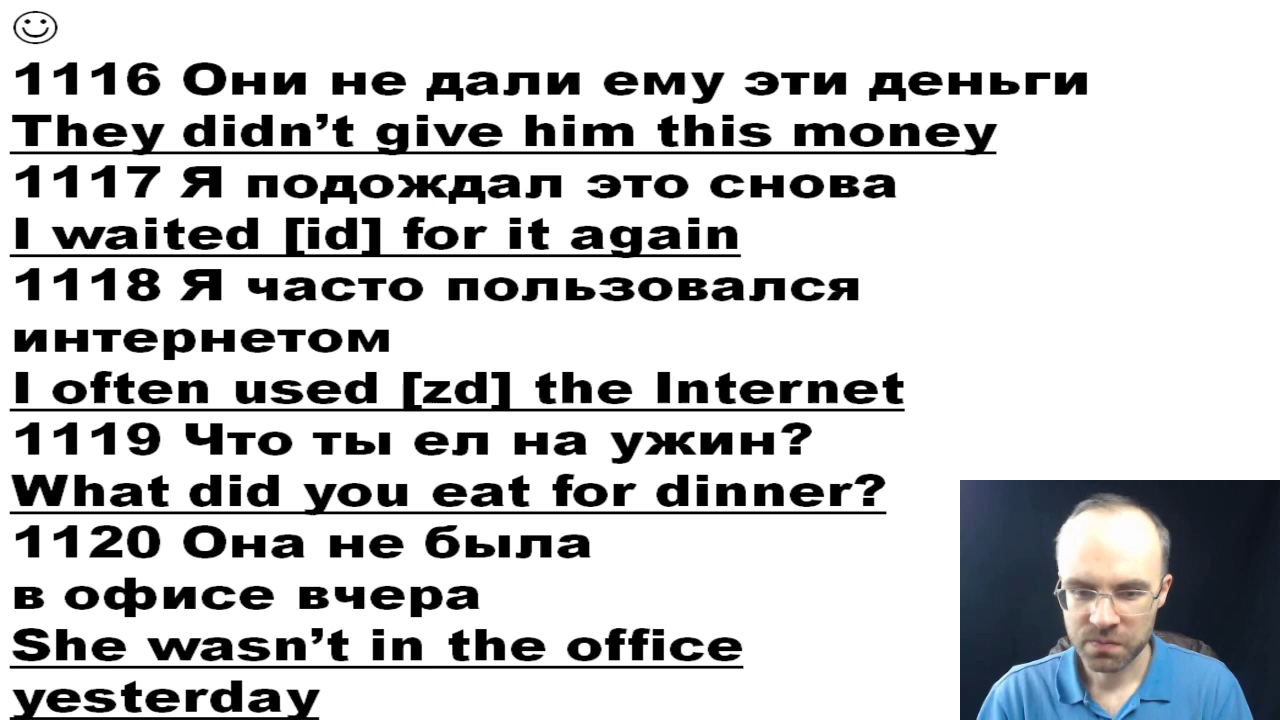 1116 Они не дали ему эти деньги
They didn’t give him this money
1117 Я подождал это снова
I waited [id] for it again
1118 Я часто пользовался
интернетом
I often used [zd] the Internet
1119 Что ты ел на ужин?
What did you eat for dinner?
1120 Она не была
в офисе вчера
She wasn’t in the office
yesterday